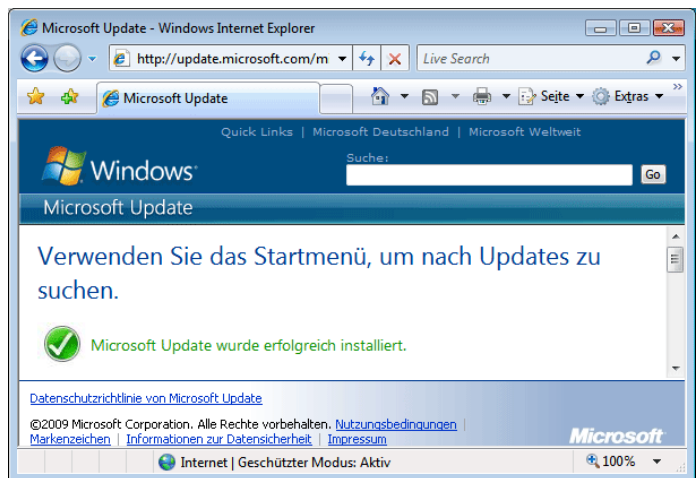 Microsoft Update - Windows Internet Explorer
http://update.microsoft.com/m
Live Search
Microsoft Update
Seite
Extras
»
Quick Links | Microsoft Deutschland | Microsoft Weltweit
Windows
Suche:
Go
Microsoft Update
Verwenden Sie das Startmenü, um nach Updates zu
suchen.
Microsoft Update wurde erfolgreich installiert.
Datenschutzrichtlinie von Microsoft Update
©2009 Microsoft Corporation. Alle Rechte vorbehalten. Nutzungsbedingungen |
Markenzeichen | Informationen zur Datensicherheit | Impressum
Microsoft
Internet | Geschützter Modus: Aktiv
100%